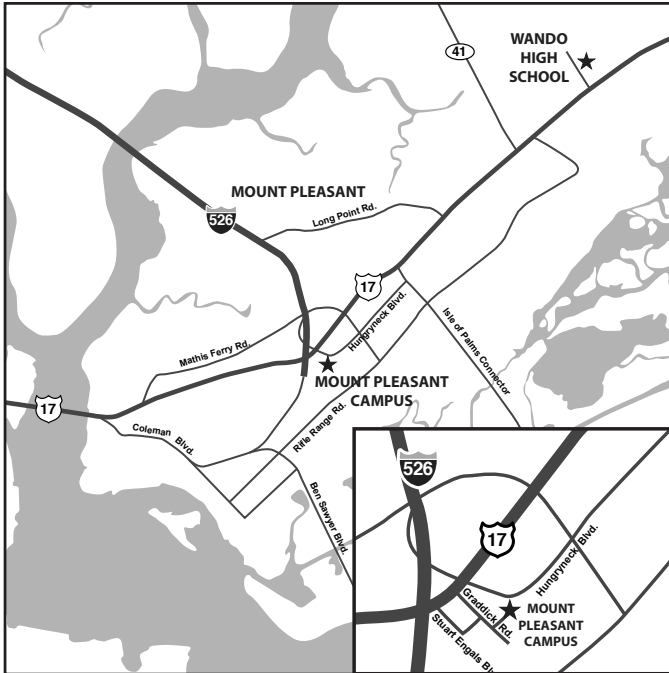 41
WANDO
HIGH
SCHOOL
MOUNT PLEASANT
526
Long Point Rd.
17
Hungryneck Blvd.
Isle of Palms Connector
Mathis Ferry Rd.
MOUNT PLEASANT
CAMPUS
17
Coleman Blvd.
Rifle Range Rd.
Ben Sawyer Blvd.
526
17
Hungryneck Blvd.
Graddick Rd.
MOUNT
PLEASANT
CAMPUS
Stuart Engals Blv